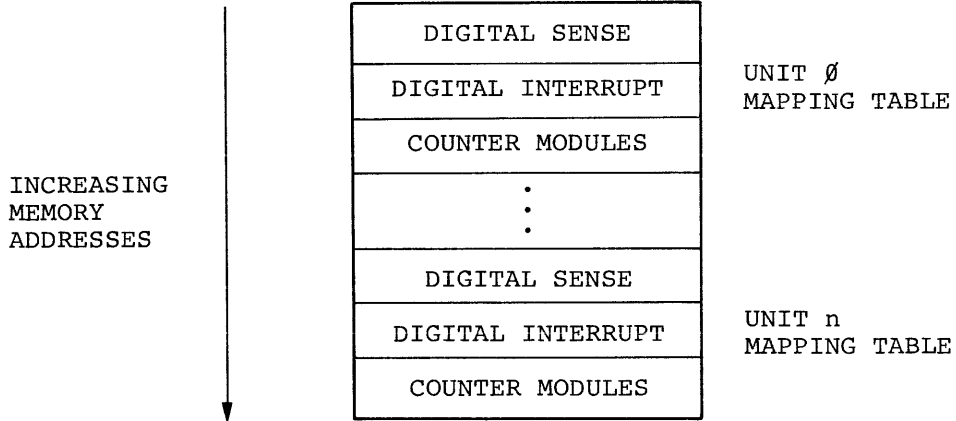 DIGITAL SENSE
DIGITAL INTERRUPT
COUNTER MODULES
UNIT Ø
MAPPING TABLE
INCREASING
MEMORY
ADDRESSES
DIGITAL SENSE
DIGITAL INTERRUPT
COUNTER MODULES
UNIT n
MAPPING TABLE